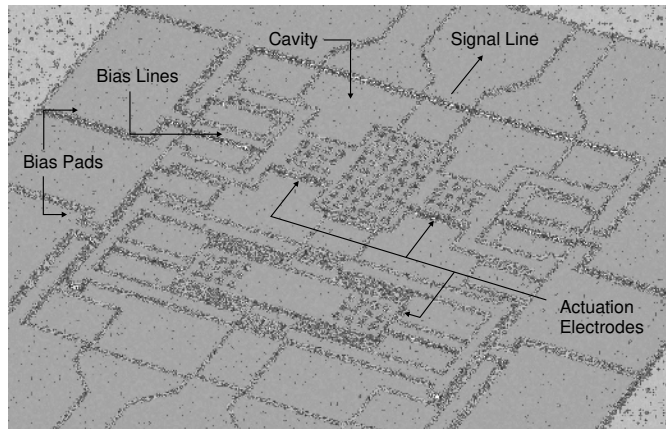 Cavity
Signal Line
Bias Lines
Bias Pads
Actuation
Electrodes